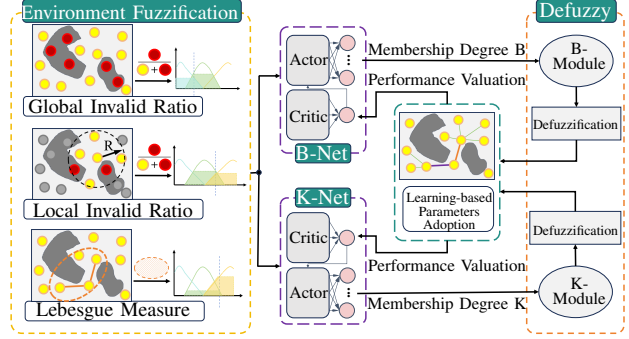 Environment Fuzzification
+
Global Invalid Ratio
R
+
Local Invalid Ratio
Lebesgue Measure
Actor
Critic
B-Net
K-Net
Critic
Actor
Membership Degree B
Performance Valuation
Learning-based
Parameters
Adoption
Performance Valuation
Membership Degree K
Defuzzy
B-
Module
Defuzzification
Defuzzification
K-
Module